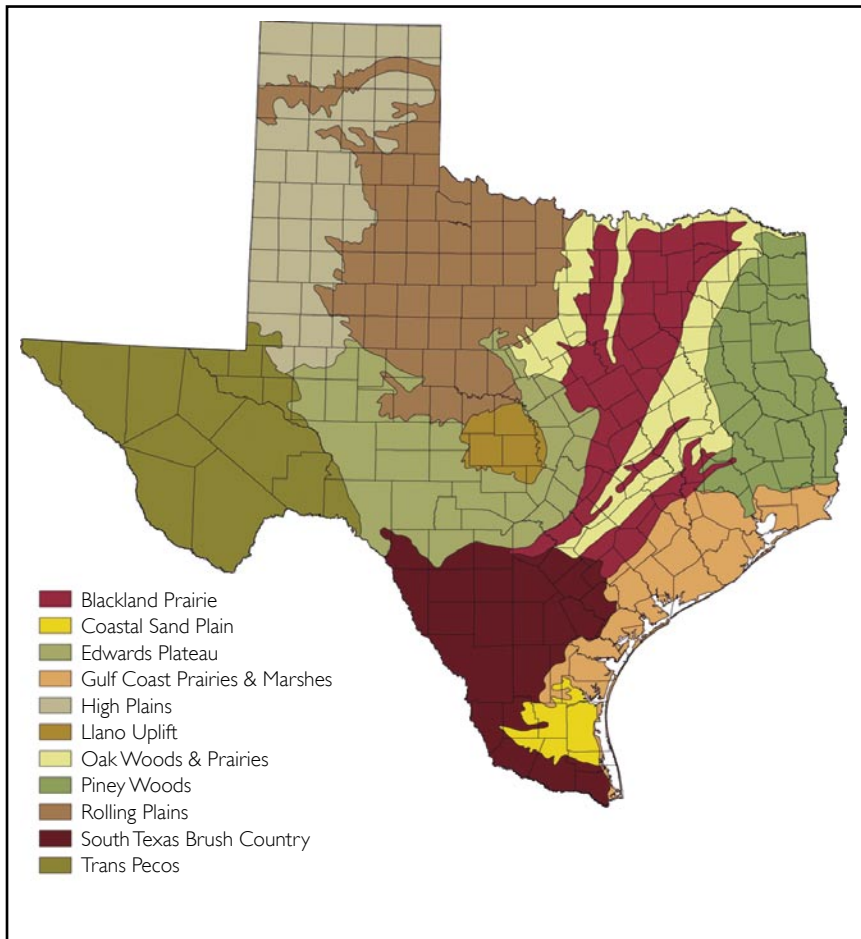 Blackland Prairie
Coastal Sand Plain
Edwards Plateau
Gulf Coast Prairies & Marshes
High Plains
Llano Uplift
Oak Woods & Prairies
Piney Woods
Rolling Plains
South Texas Brush Country
Trans Pecos